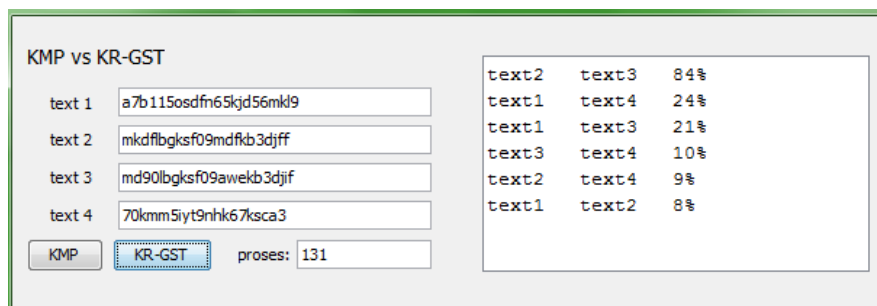 KMP vs KR-GST
text 1 a7b115osdfn65kjd56mkl9
text 2 mkdflbgksf09mdfkb3djff
text 3 md90lbgksf09awekb3djif
text 4 70kmm5iyt9nhk67ksca3
KMP KR-GST proses: 131
text2 text3 84%
text1 text4 24%
text1 text3 21%
text3 text4 10%
text2 text4 9%
text1 text2 8%